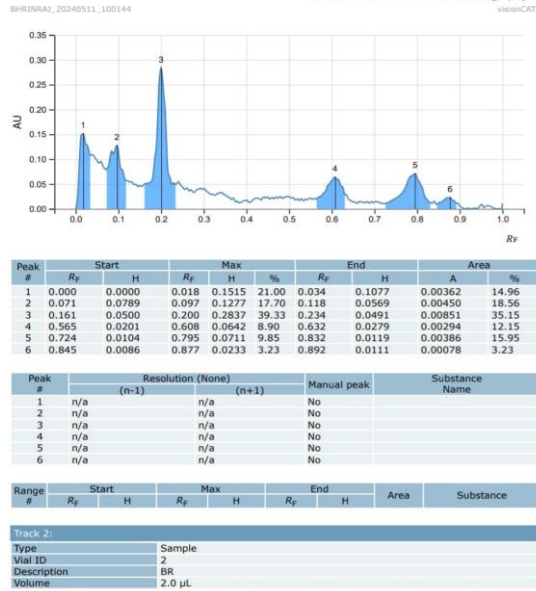 BHRINRAJ_20240511_100144 visionCAT
0.35
0.30
0.25
0.20
0.15
0.10
0.05
0.00
AU
1 2 3 4 5 6
0.0 0.1 0.2 0.3 0.4 0.5 0.6 0.7 0.8 0.9 1.0
RF
Peak # Start Max End Area
RF H RF H % RF H A %
1 0.000 0.0000 0.018 0.1515 21.00 0.034 0.1077 0.00362 14.96
2 0.071 0.0789 0.097 0.1277 17.70 0.118 0.0569 0.00450 18.56
3 0.161 0.0500 0.200 0.2837 39.33 0.234 0.0491 0.00851 35.15
4 0.565 0.0201 0.608 0.0642 8.90 0.632 0.0279 0.00294 12.15
5 0.724 0.0104 0.795 0.0711 9.85 0.832 0.0119 0.00386 15.95
6 0.845 0.0086 0.877 0.0233 3.23 0.892 0.0111 0.00078 3.23
Peak # Resolution (None) Manual peak Substance Name
(n-1) (n+1)
1 n/a n/a No
2 n/a n/a No
3 n/a n/a No
4 n/a n/a No
5 n/a n/a No
6 n/a n/a No
Range # Start Max End Area Substance
RF H RF H RF H
Track 2:
Type Sample
Vial ID 2
Description BR
Volume 2.0 µL